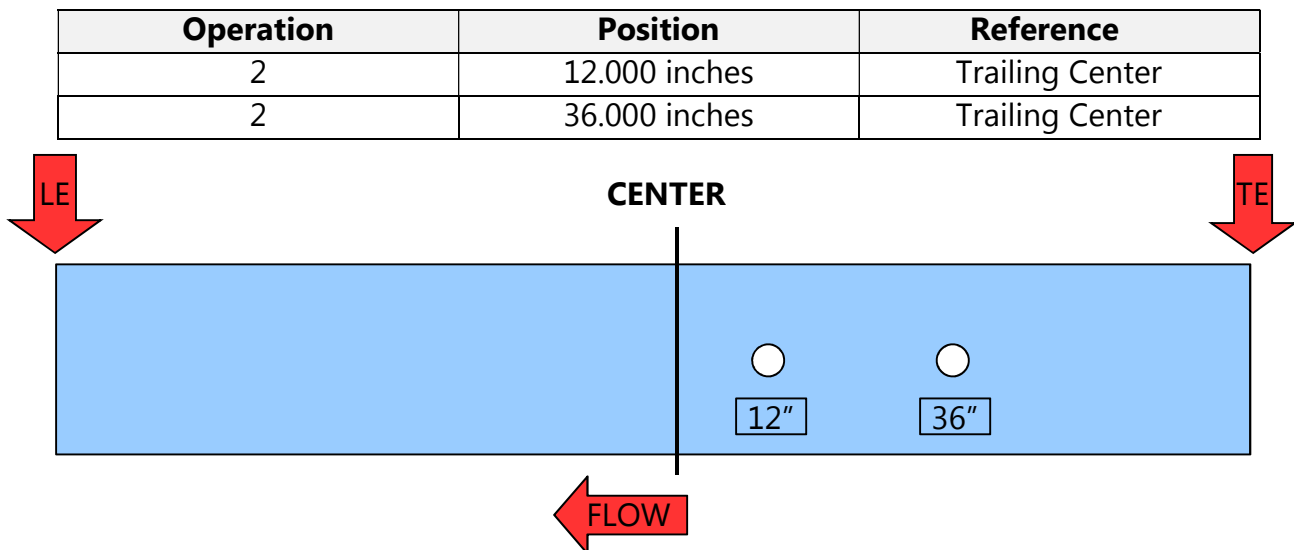 Operation Position Reference
2 12.000 inches Trailing Center
2 36.000 inches Trailing Center
LE CENTER TE
12” 36”
FLOW